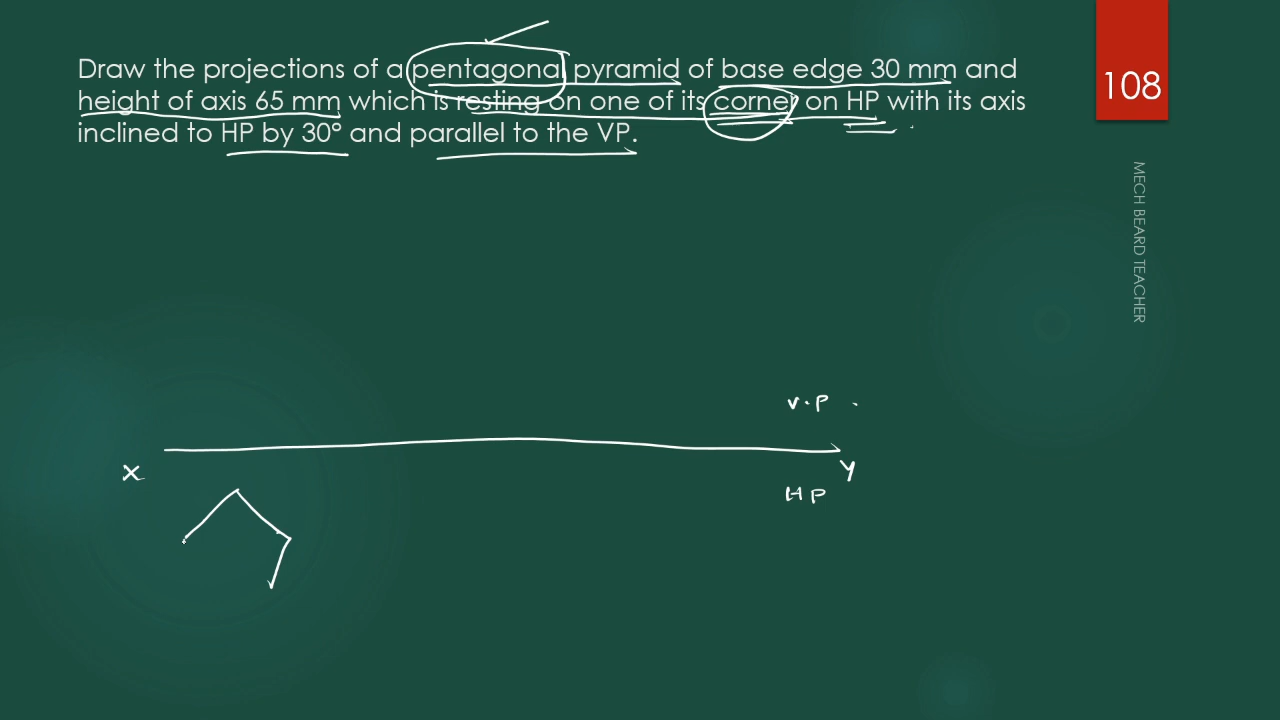 Draw the projections of a pentagonal pyramid of base edge 30 mm and
height of axis 65 mm which is resting on one of its corner on HP with its axis
inclined to HP by 30° and parallel to the VP.
108
MECH BEARD TEACHER
V.P
X
Y
HP